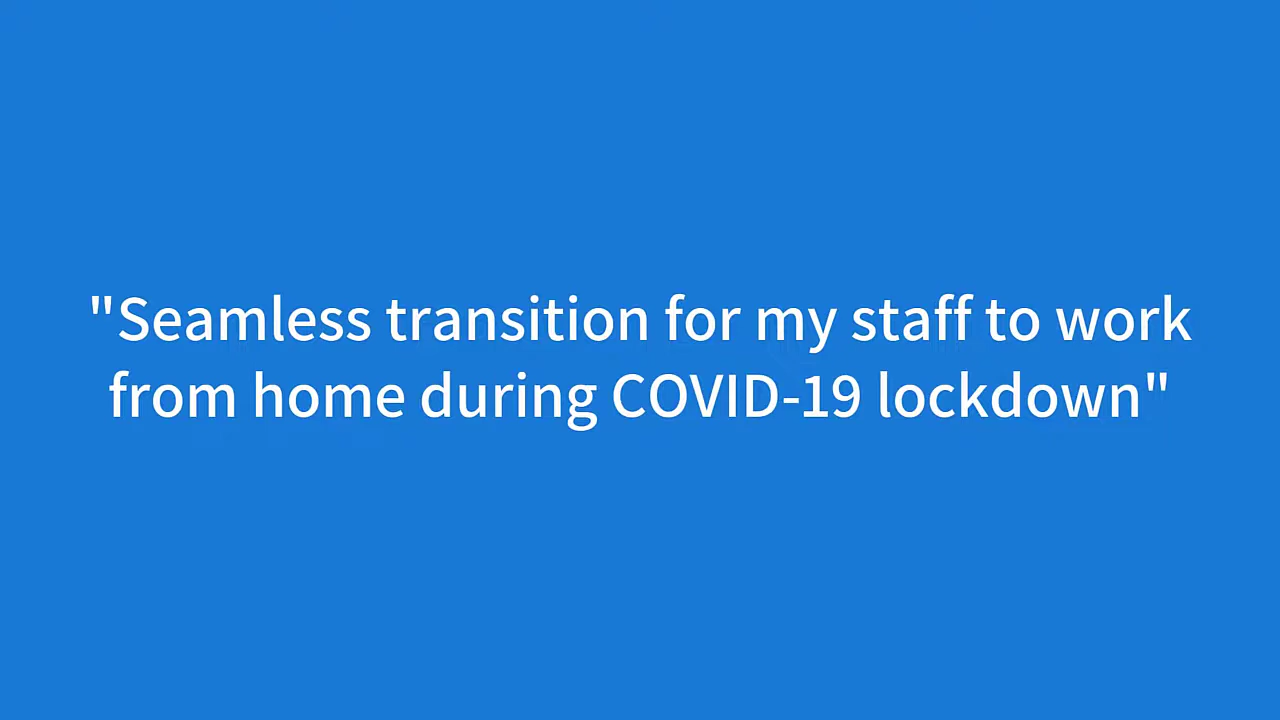 "Seamless transition for my staff to work
from home during COVID-19 lockdown"